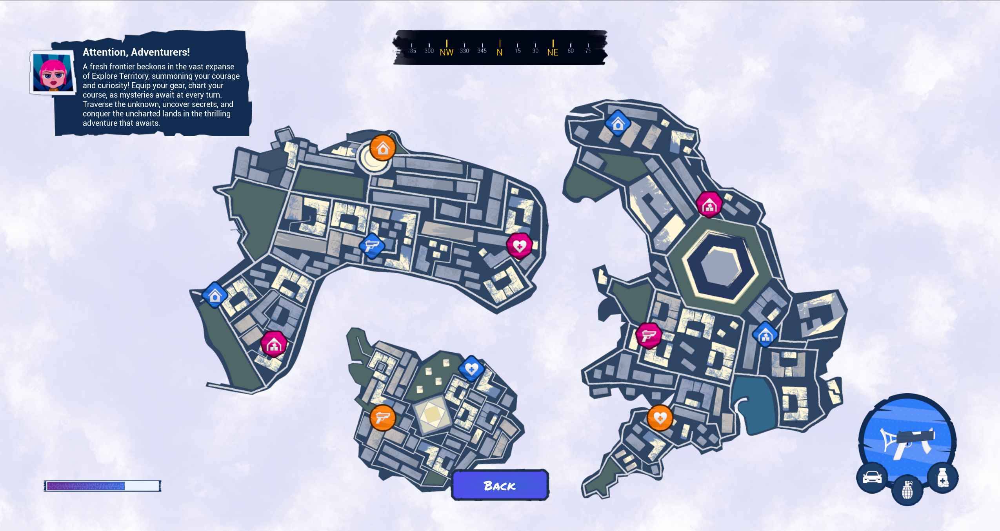 Attention, Adventurers!
A fresh frontier beckons in the vast expanse
of Explore Territory, summoning your courage
and curiosity! Equip your gear, chart your
course, as mysteries await at every turn.
Traverse the unknown, uncover secrets, and
conquer the uncharted lands in the thrilling
adventure that awaits.
285 300 NW 330 345 N 15 30 NE 60 75
Back